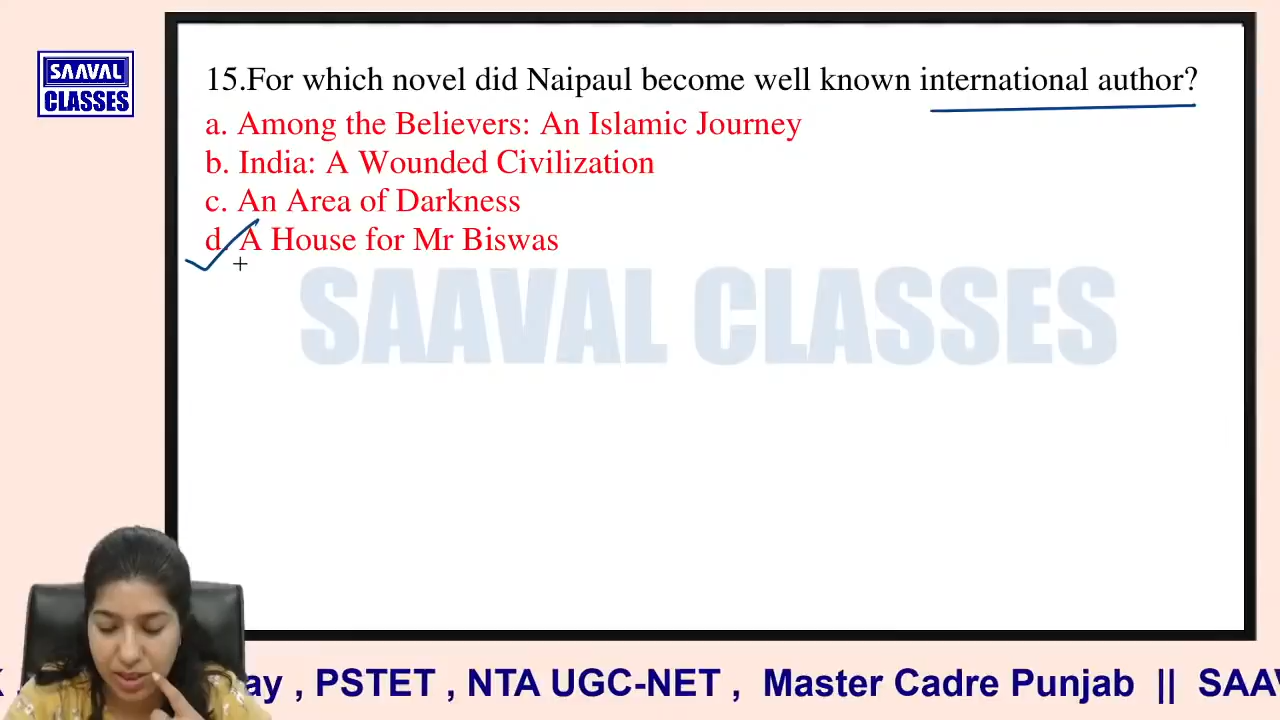 SAAVAL
CLASSES
15.For which novel did Naipaul become well known international author?
a. Among the Believers: An Islamic Journey
b. India: A Wounded Civilization
c. An Area of Darkness
d. A House for Mr Biswas
SAAVAL CLASSES
ay , PSTET , NTA UGC-NET , Master Cadre Punjab || SAAV